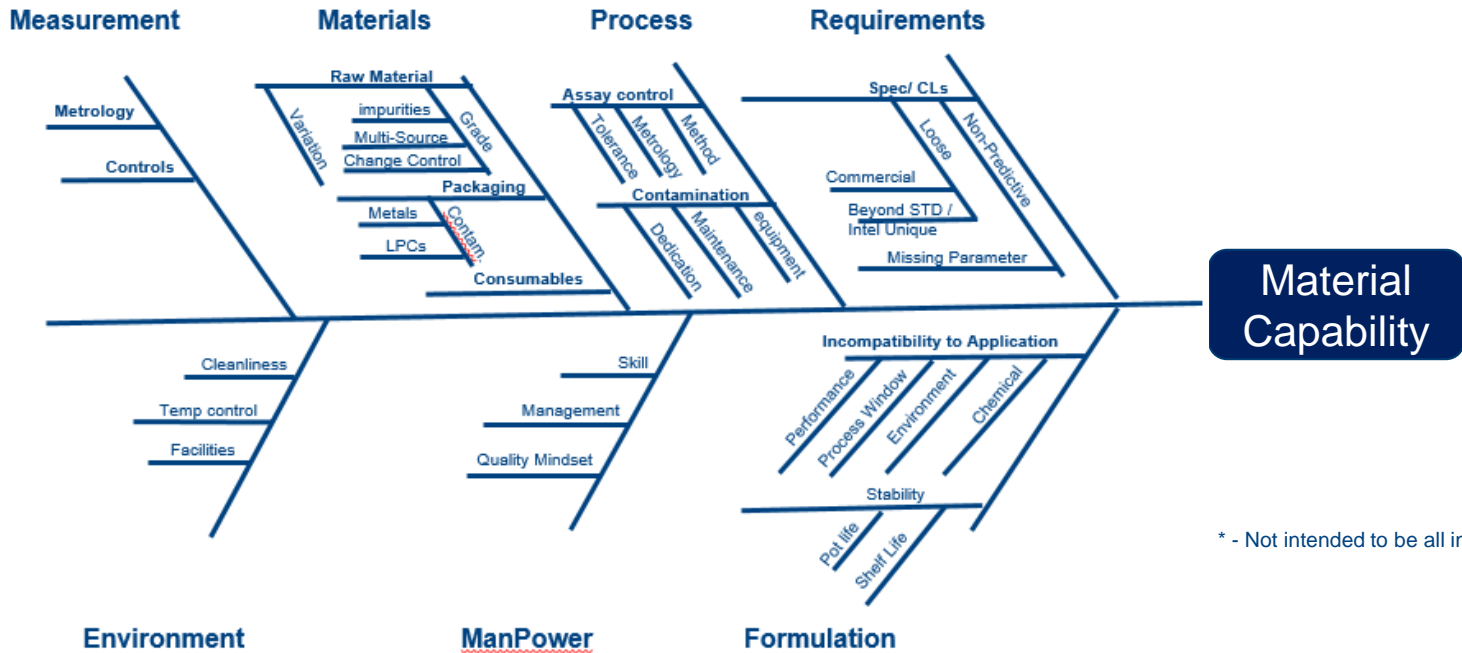 Measurement
Materials
Process
Requirements
Metrology
Controls
Raw Material
Variation
impurities
Multi-Source
Change Control
Grade
Packaging
Metals
LPCs
Contam.
Consumables
Assay control
Tolerance
Metrology
Method
Contamination
Dedication
Maintenance
equipment
Spec/ CLs
Loose
Non-Predictive
Commercial
Beyond STD /
Intel Unique
Missing Parameter
Material
Capability
Cleanliness
Temp control
Facilities
Skill
Management
Quality Mindset
Incompatibility to Application
Performance
Process Window
Environment
Chemical
Stability
Pot life
Shelf Life
* - Not intended to be all
Environment
ManPower
Formulation